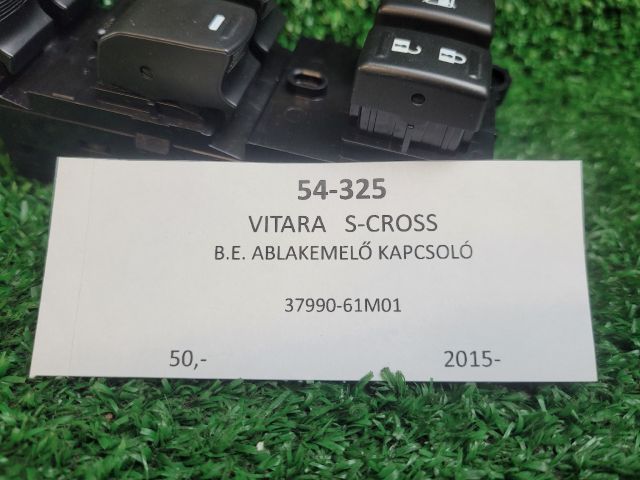 54-325
VITARA S-CROSS
B.E. ABLAKEMELŐ KAPCSOLÓ
37990-61M01
50,- 2015-